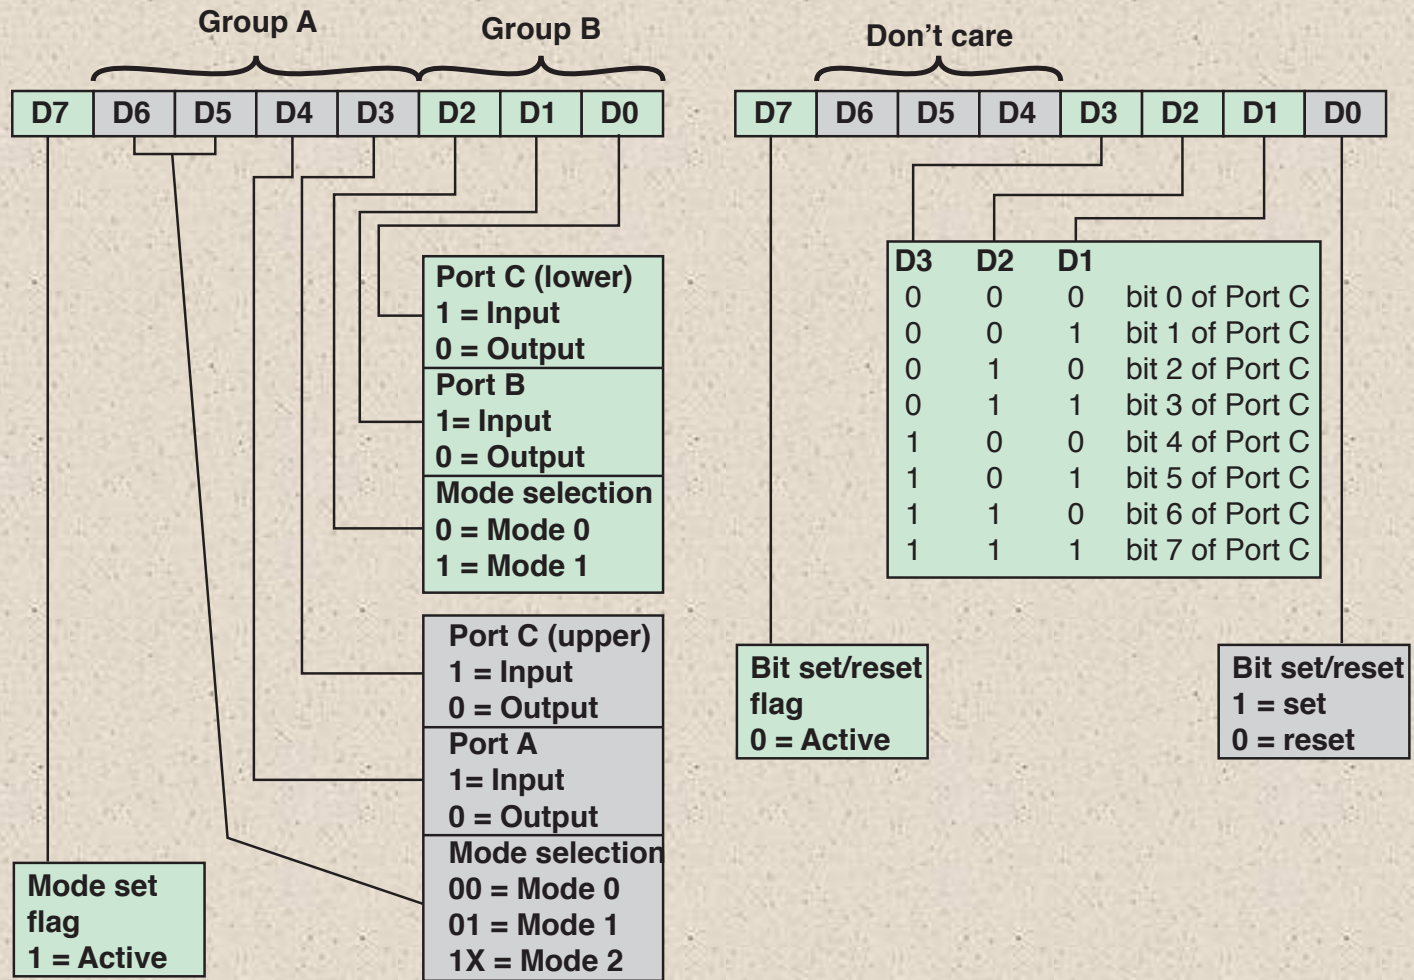 Group A
Group B
D7 D6 D5 D4 D3 D2 D1 D0
Port C (lower)
1 = Input
0 = Output
Port B
1= Input
0 = Output
Mode selection
0 = Mode 0
1 = Mode 1
Port C (upper)
1 = Input
0 = Output
Port A
1= Input
0 = Output
Mode selection
00 = Mode 0
01 = Mode 1
1X = Mode 2
Mode set
flag
1 = Active
Don’t care
D7 D6 D5 D4 D3 D2 D1 D0
D3 D2 D1
0 0 0 bit 0 of Port C
0 0 1 bit 1 of Port C
0 1 0 bit 2 of Port C
0 1 1 bit 3 of Port C
1 0 0 bit 4 of Port C
1 0 1 bit 5 of Port C
1 1 0 bit 6 of Port C
1 1 1 bit 7 of Port C
Bit set/reset
flag
0 = Active
Bit set/reset
1 = set
0 = reset